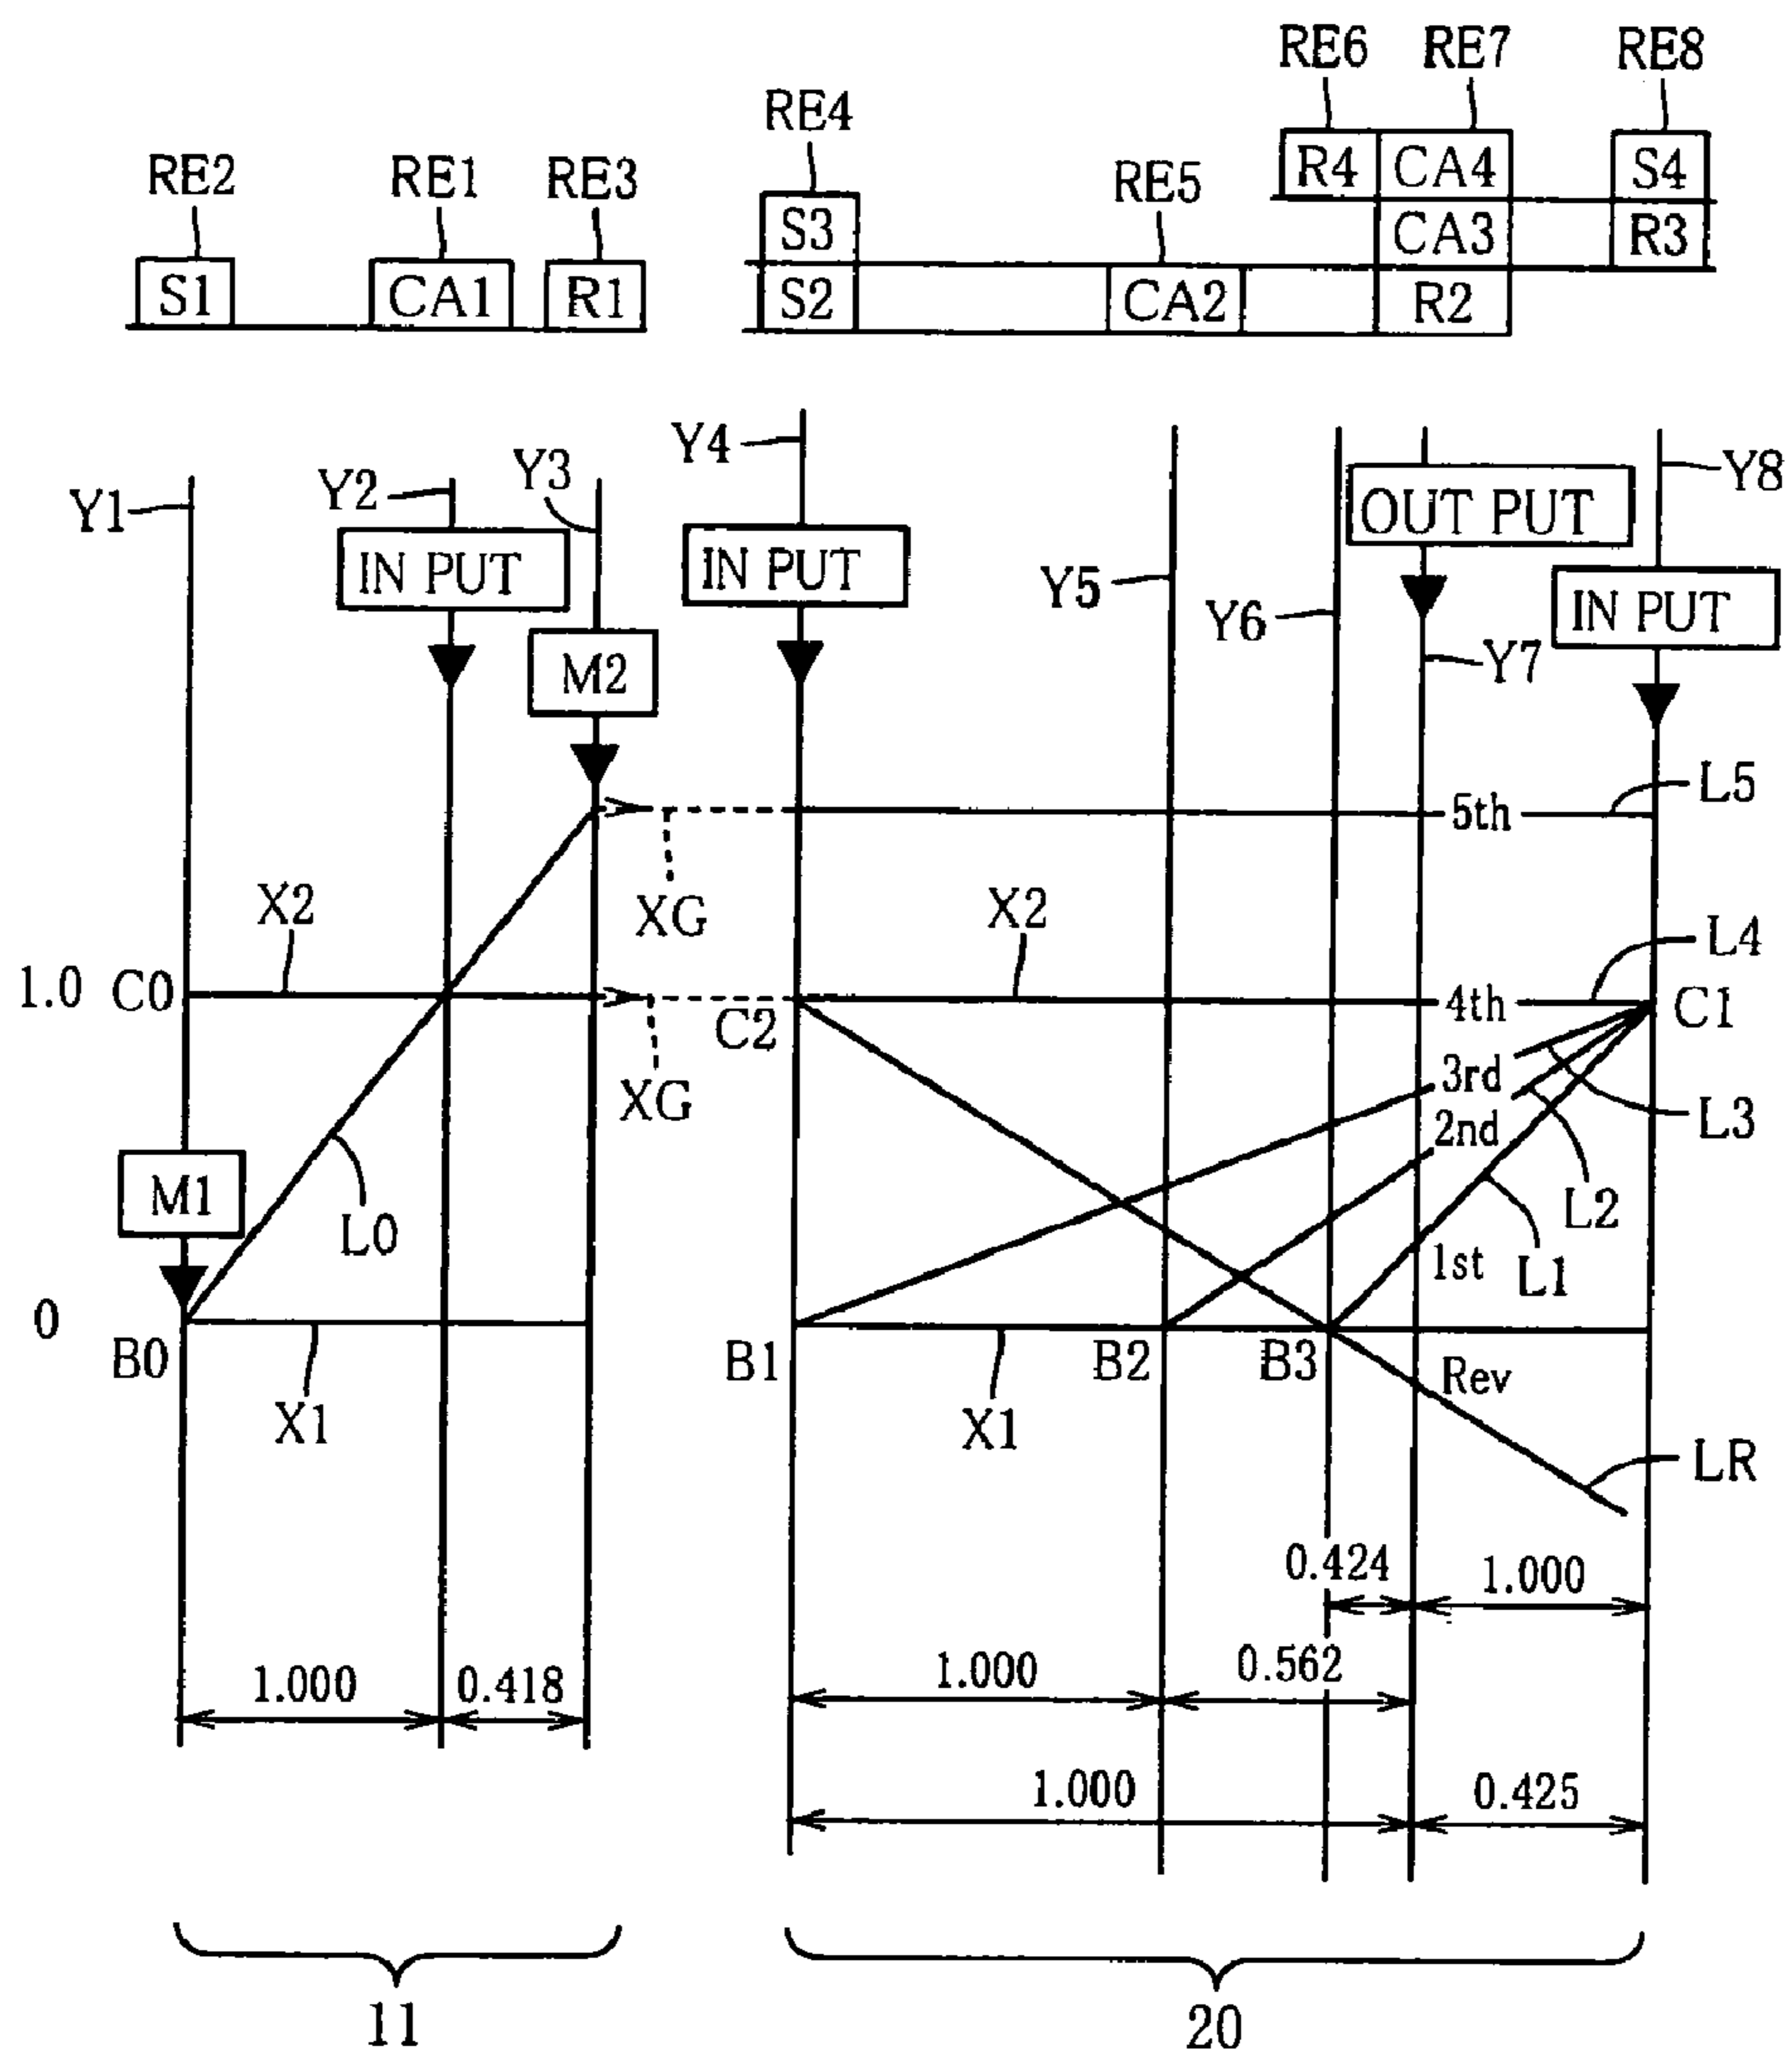 RE6 RE7 RE8
RE4
RE2 RE1 RE3 RE5
R4 CA4 S4
S3 CA3 R3
S1 CA1 R1 S2 CA2 R2
Y4
Y1 Y2 Y3 Y8
OUT PUT
IN PUT IN PUT Y5 Y6 IN PUT
M2 Y7
5th L5
X2 XG X2 L4
1.0 C0 C2 4th C1
XG 3rd L3
2nd
M1 L0 L2
1st L1
0
B0 B1 B2 B3 Rev
X1 X1
LR
0.424 1.000
1.000 0.418 1.000 0.562
1.000 0.425
11 20